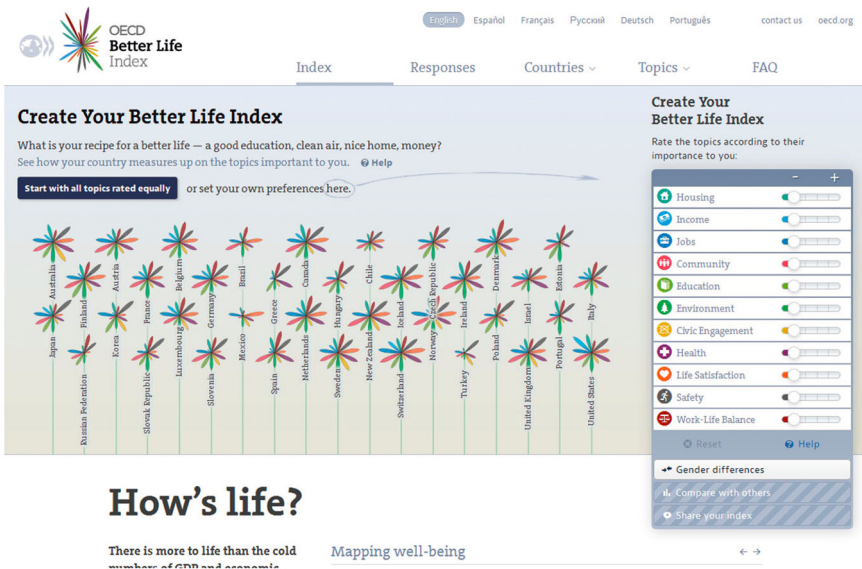 English Español Français Русский Deutsch Português contact us oecd.org
OECD
Better Life
Index
Index Responses Countries Topics FAQ
Create Your Better Life Index
What is your recipe for a better life — a good education, clean air, nice home, money?
See how your country measures up on the topics important to you. Help
Start with all topics rated equally or set your own preferences here.
Australia
Austria
Belgium
Brazil
Canada
Chile
Czech Republic
Denmark
Estonia
Finland
France
Germany
Greece
Hungary
Iceland
Ireland
Israel
Italy
Japan
Korea
Luxembourg
Mexico
Netherlands
New Zealand
Norway
Poland
Portugal
Russian Federation
Slovak Republic
Slovenia
Spain
Sweden
Switzerland
Turkey
United Kingdom
United States
Create Your
Better Life Index
Rate the topics according to their
importance to you:
- +
Housing
Income
Jobs
Community
Education
Environment
Civic Engagement
Health
Life Satisfaction
Safety
Work-Life Balance
Reset Help
Gender differences
Compare with others
Share your index
How's life?
There is more to life than the cold
numbers of GDP and economic
Mapping well-being